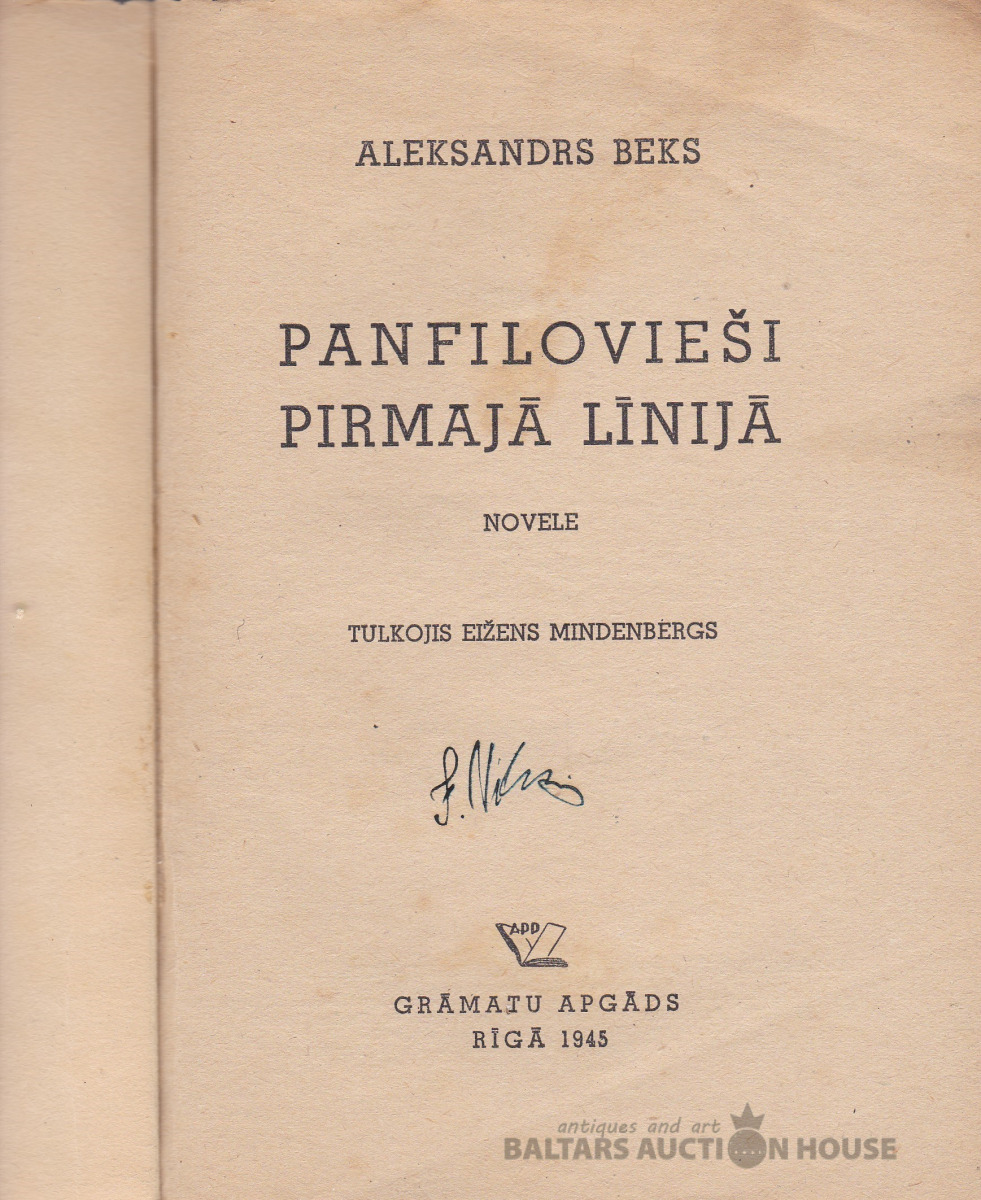 ALEKSANDRS BEKS
PANFILOVIEŠI
PIRMAJĀ LĪNIJĀ
NOVELE
TULKOJIS EIŽENS MINDENBERGS
APP
GRĀMATU APGĀDS
RĪGĀ 1945
antiques and art
BALTARS AUCTION HOUSE